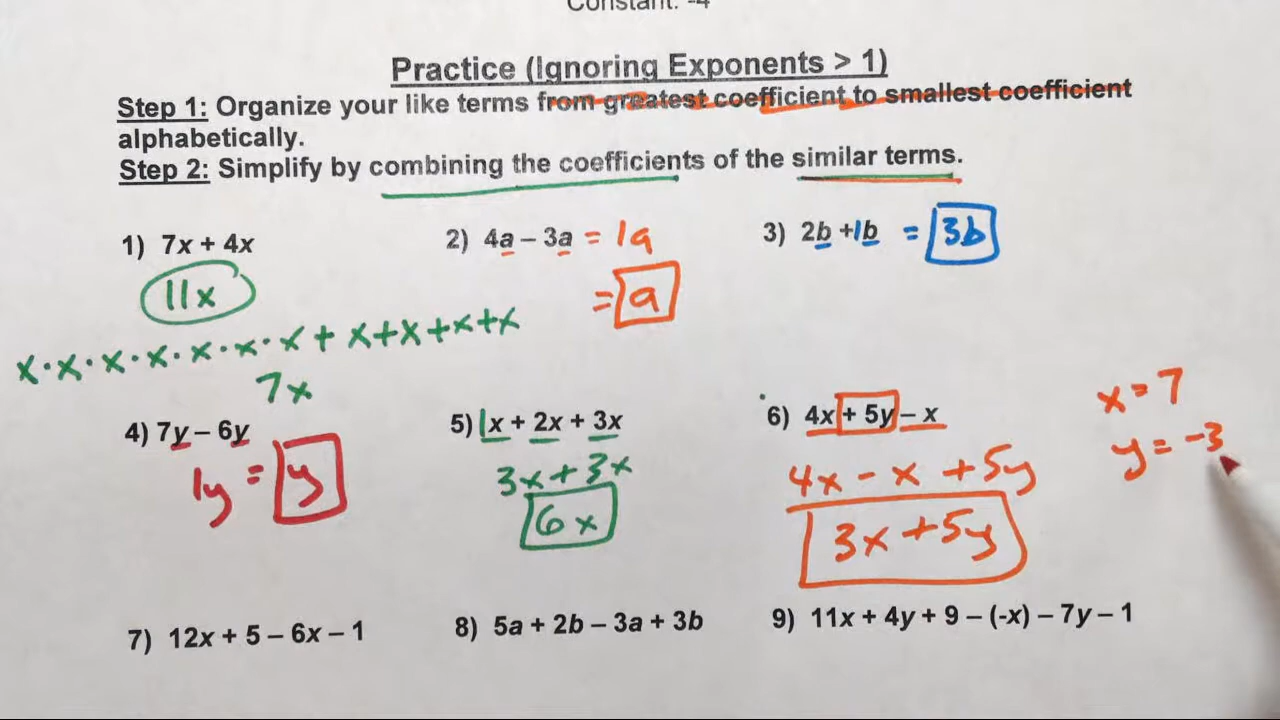 Constant: -4
Practice (Ignoring Exponents > 1)
Step 1: Organize your like terms from greatest coefficient to smallest coefficient
alphabetically.
Step 2: Simplify by combining the coefficients of the similar terms.
1) 7x + 4x
11x
x·x·x·x·x·x·x + x+x+x+x
7x
2) 4a – 3a = 1a
= a
3) 2b +1b = 3b
4) 7y – 6y
1y = y
5) 1x + 2x + 3x
3x + 3x
6x
6) 4x + 5y – x
4x - x + 5y
3x + 5y
x = 7
y = -3
7) 12x + 5 – 6x – 1
8) 5a + 2b – 3a + 3b
9) 11x + 4y + 9 – (-x) – 7y – 1